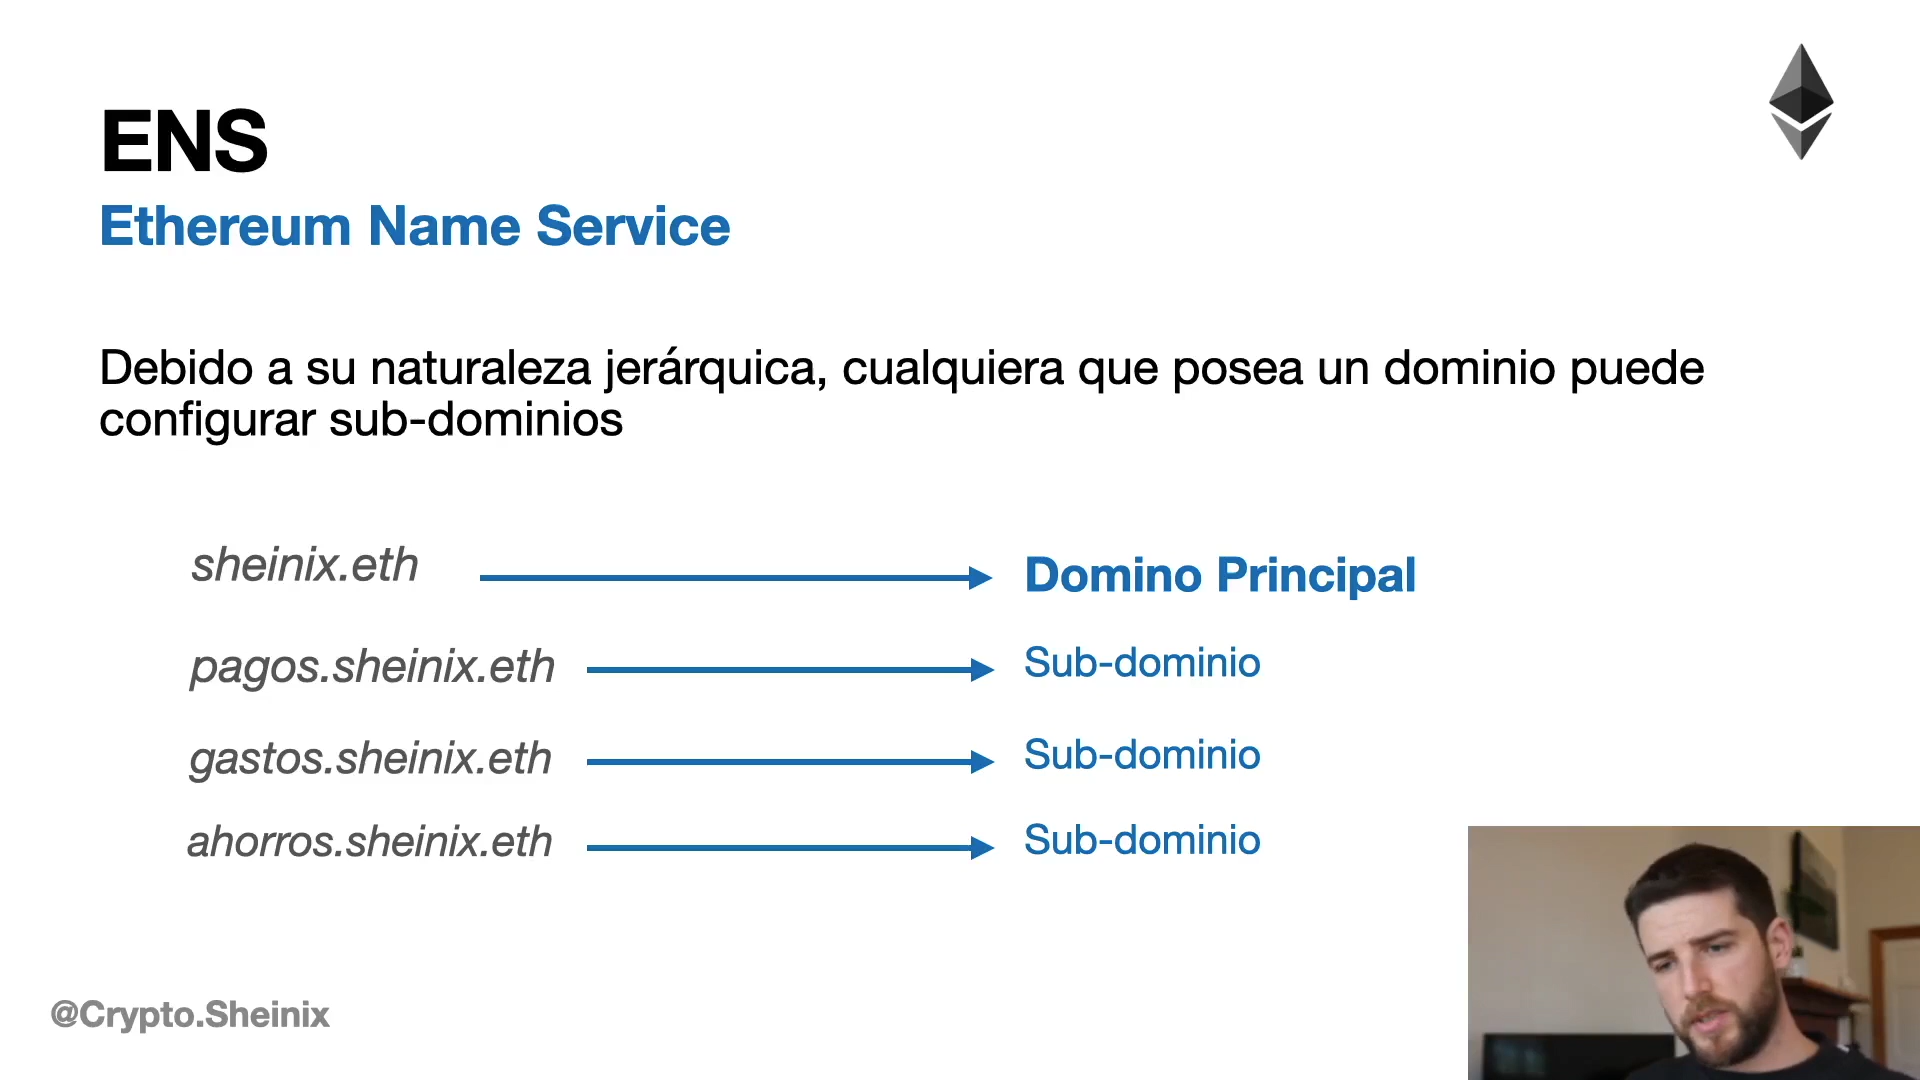 ENS
Ethereum Name Service
Debido a su naturaleza jerárquica, cualquiera que posea un dominio puede
configurar sub-dominios
sheinix.eth
Domino Principal
pagos.sheinix.eth
Sub-dominio
gastos.sheinix.eth
Sub-dominio
ahorros.sheinix.eth
Sub-dominio
@Crypto.Sheinix